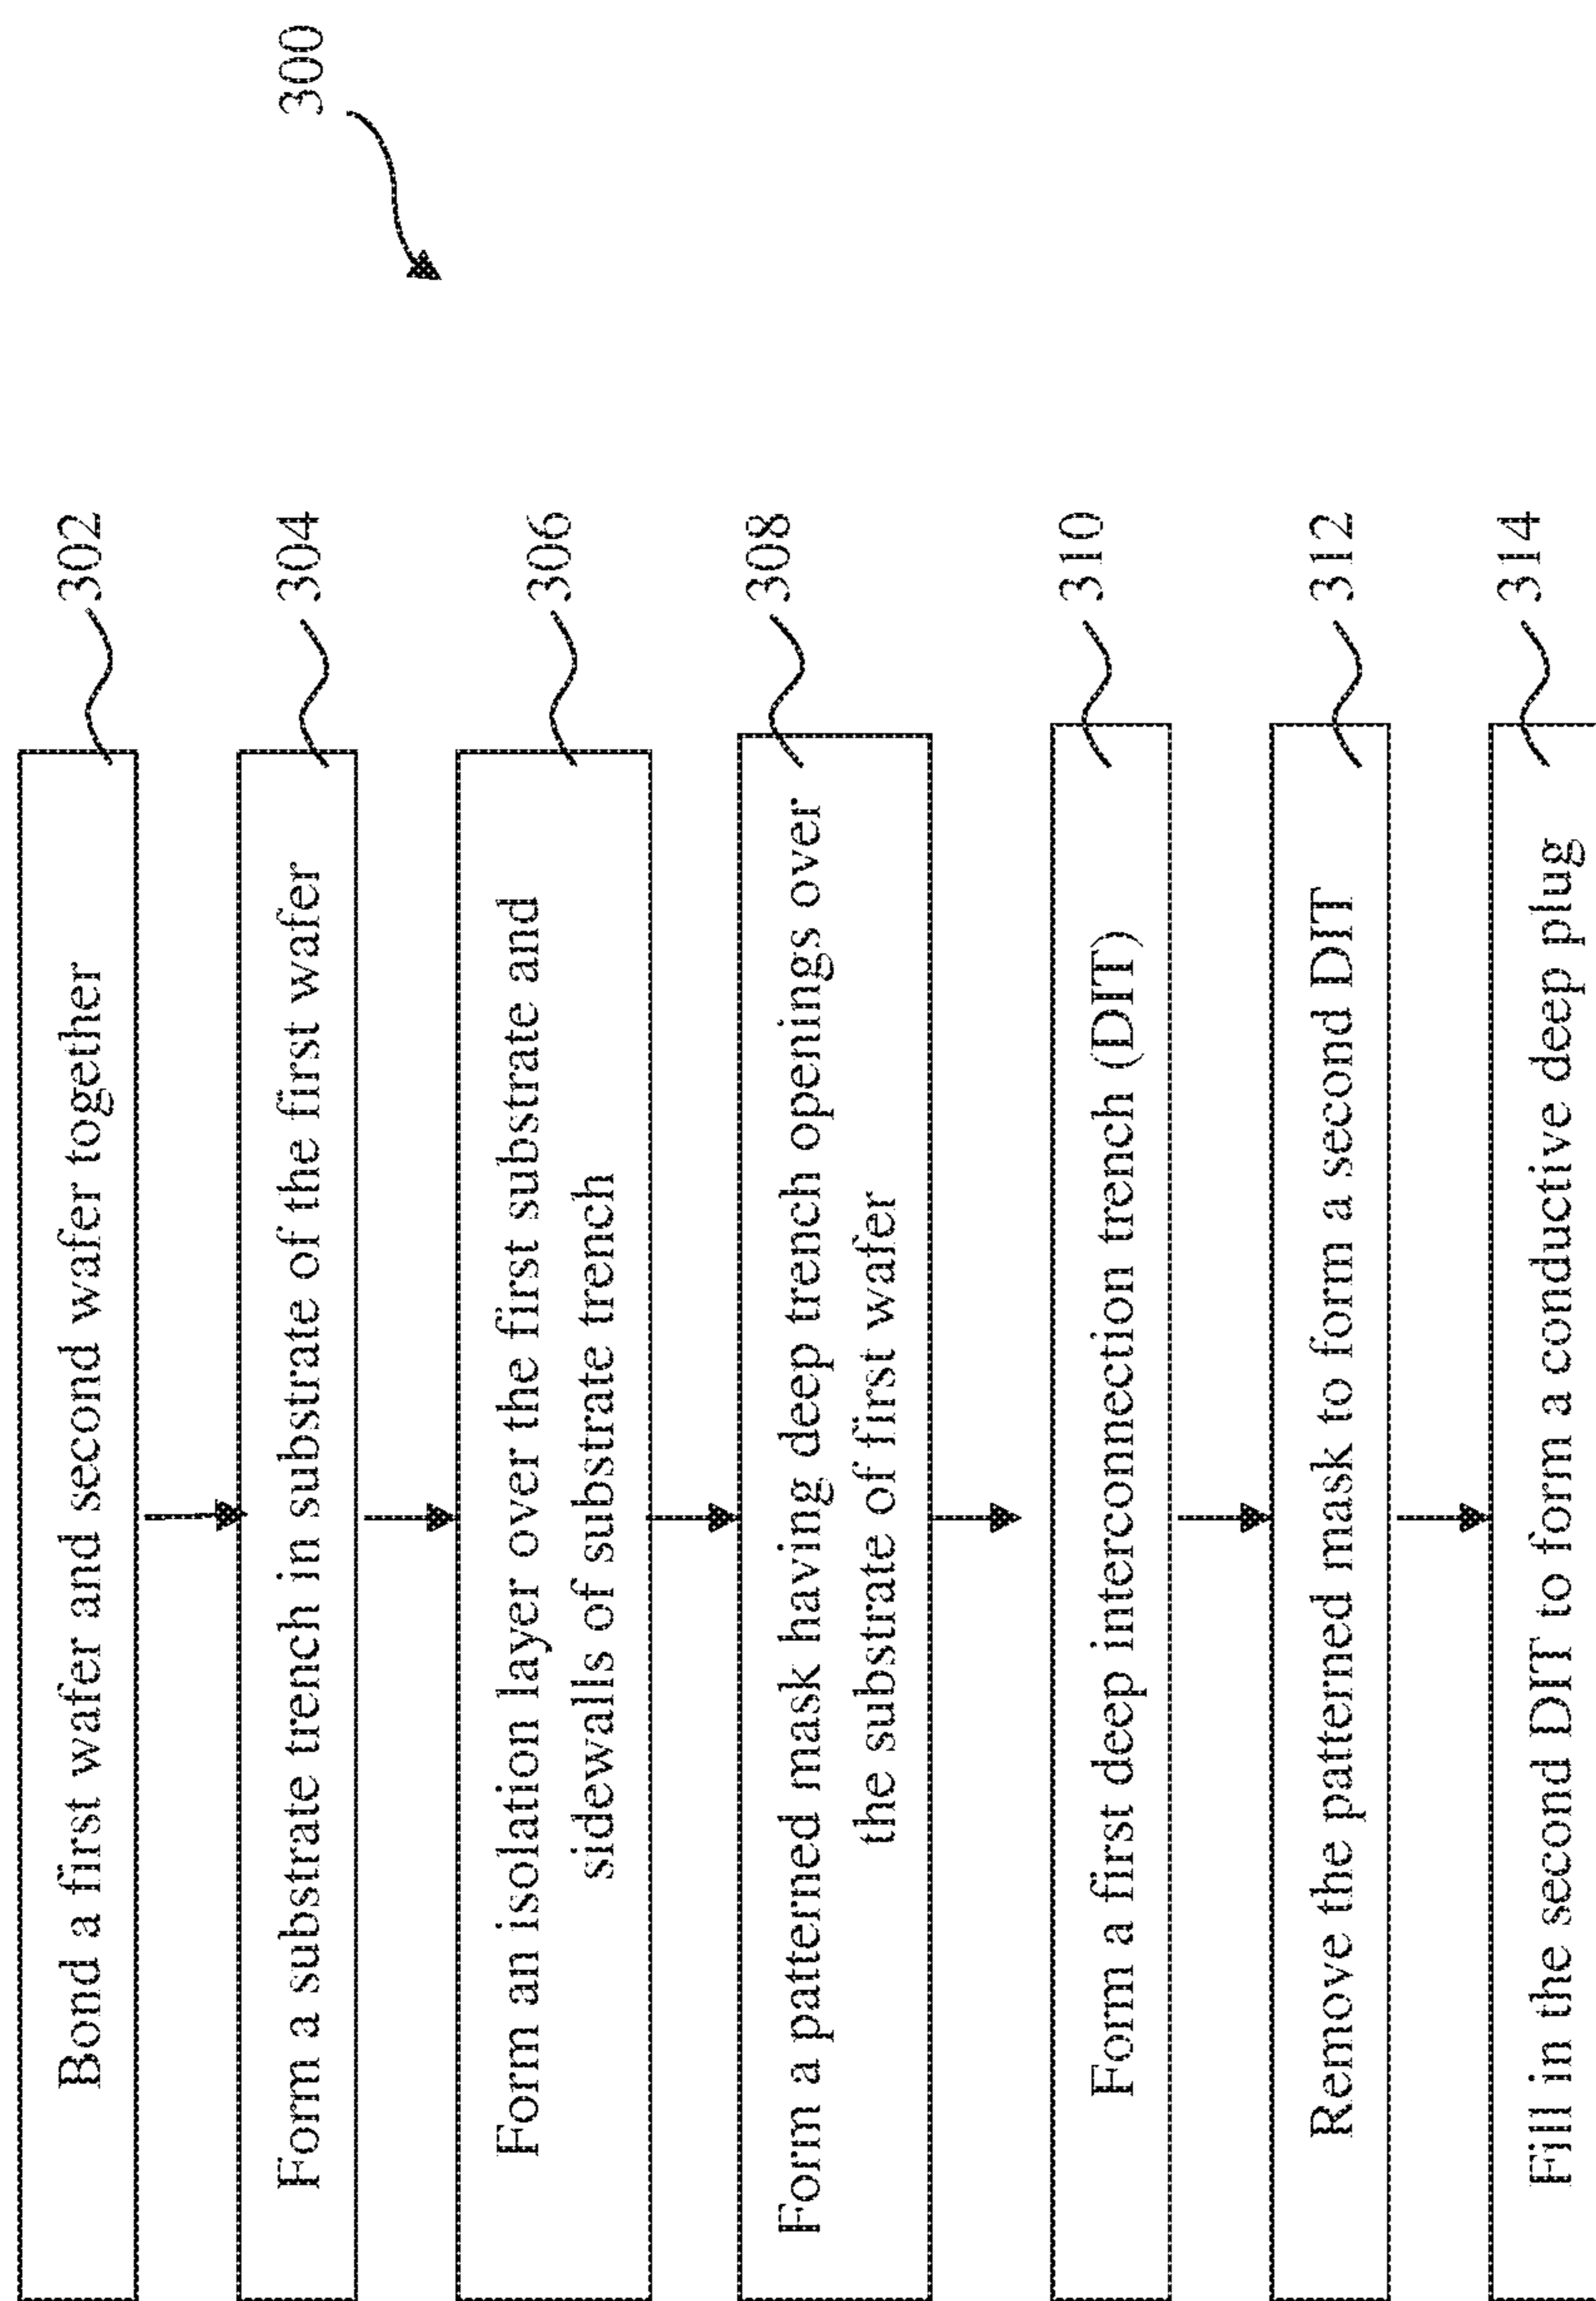 300
Bond a first wafer and second wafer together
302
Form a substrate trench in substrate of the first wafer
304
Form an isolation layer over the first substrate and
sidewalls of substrate trench
306
Form a patterned mask having deep trench openings over
the substrate of first wafer
308
Form a first deep interconnection trench (DIT)
310
Remove the patterned mask to form a second DIT
312
Fill in the second DIT to form a conductive deep plug
314